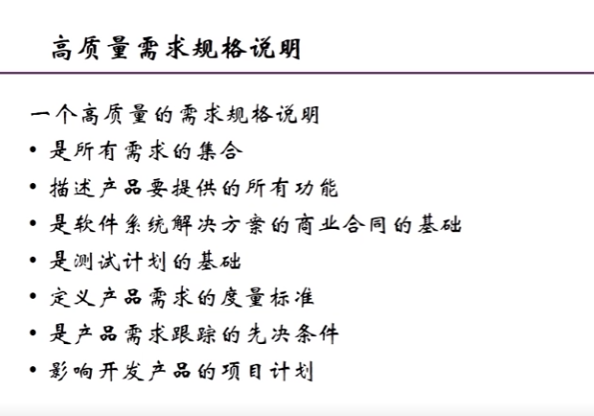 高质量需求规格说明
一个高质量的需求规格说明
• 是所有需求的集合
• 描述产品要提供的所有功能
• 是软件系统解决方案的商业合同的基础
• 是测试计划的基础
• 定义产品需求的度量标准
• 是产品需求跟踪的先决条件
• 影响开发产品的项目计划